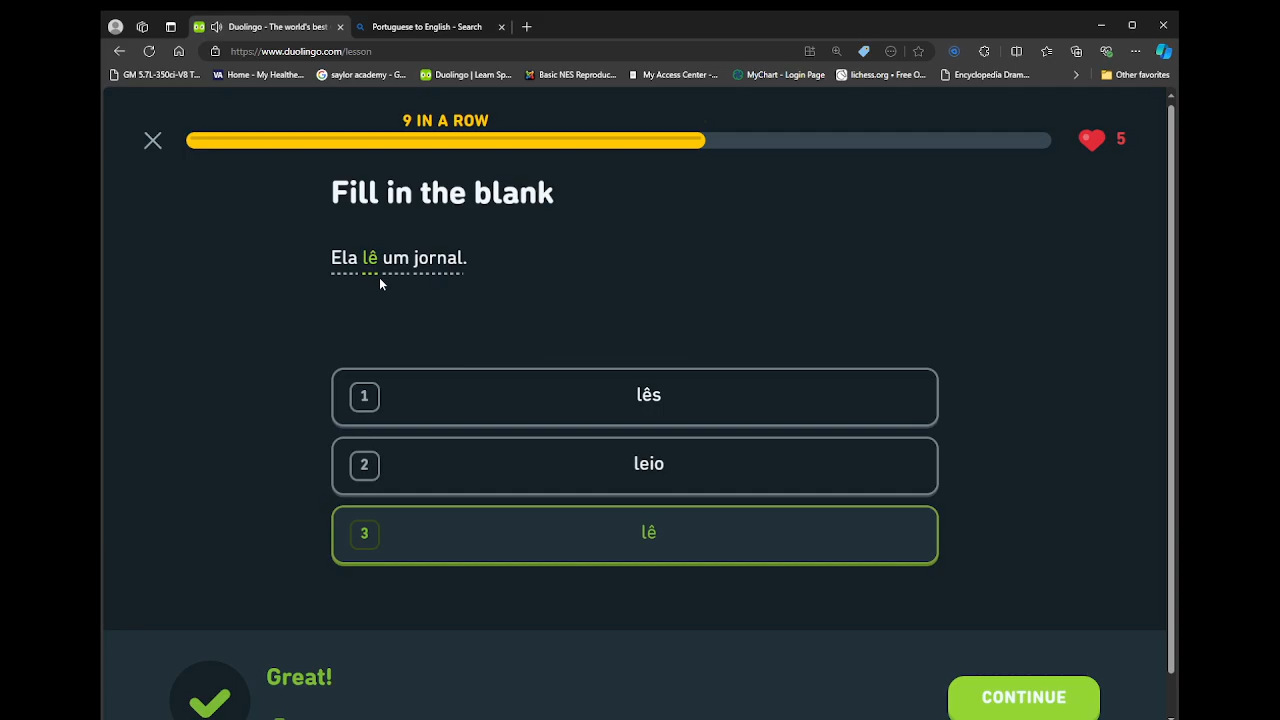 Duolingo - The world's best
Portuguese to English - Search
https://www.duolingo.com/lesson
GM 5.7L-350ci-V8 T...
VA Home - My Healthe...
saylor academy - G...
Duolingo | Learn Sp...
Basic NES Reproduc...
My Access Center -...
MyChart - Login Page
lichess.org • Free O...
Encyclopedia Dram...
Other favorites
9 IN A ROW
5
Fill in the blank
Ela lê um jornal.
1 lês
2 leio
3 lê
Great!
CONTINUE